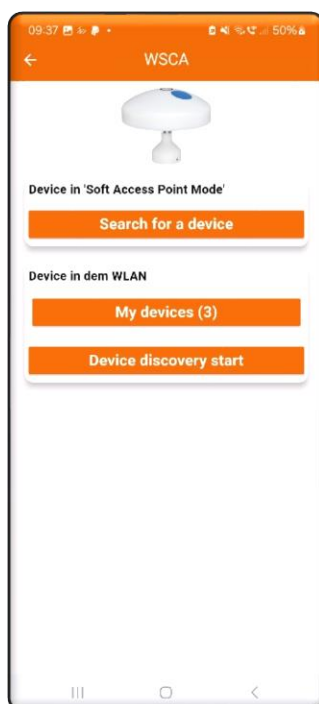 09:37 50%
WSCA
Device in 'Soft Access Point Mode'
Search for a device
Device in dem WLAN
My devices (3)
Device discovery start